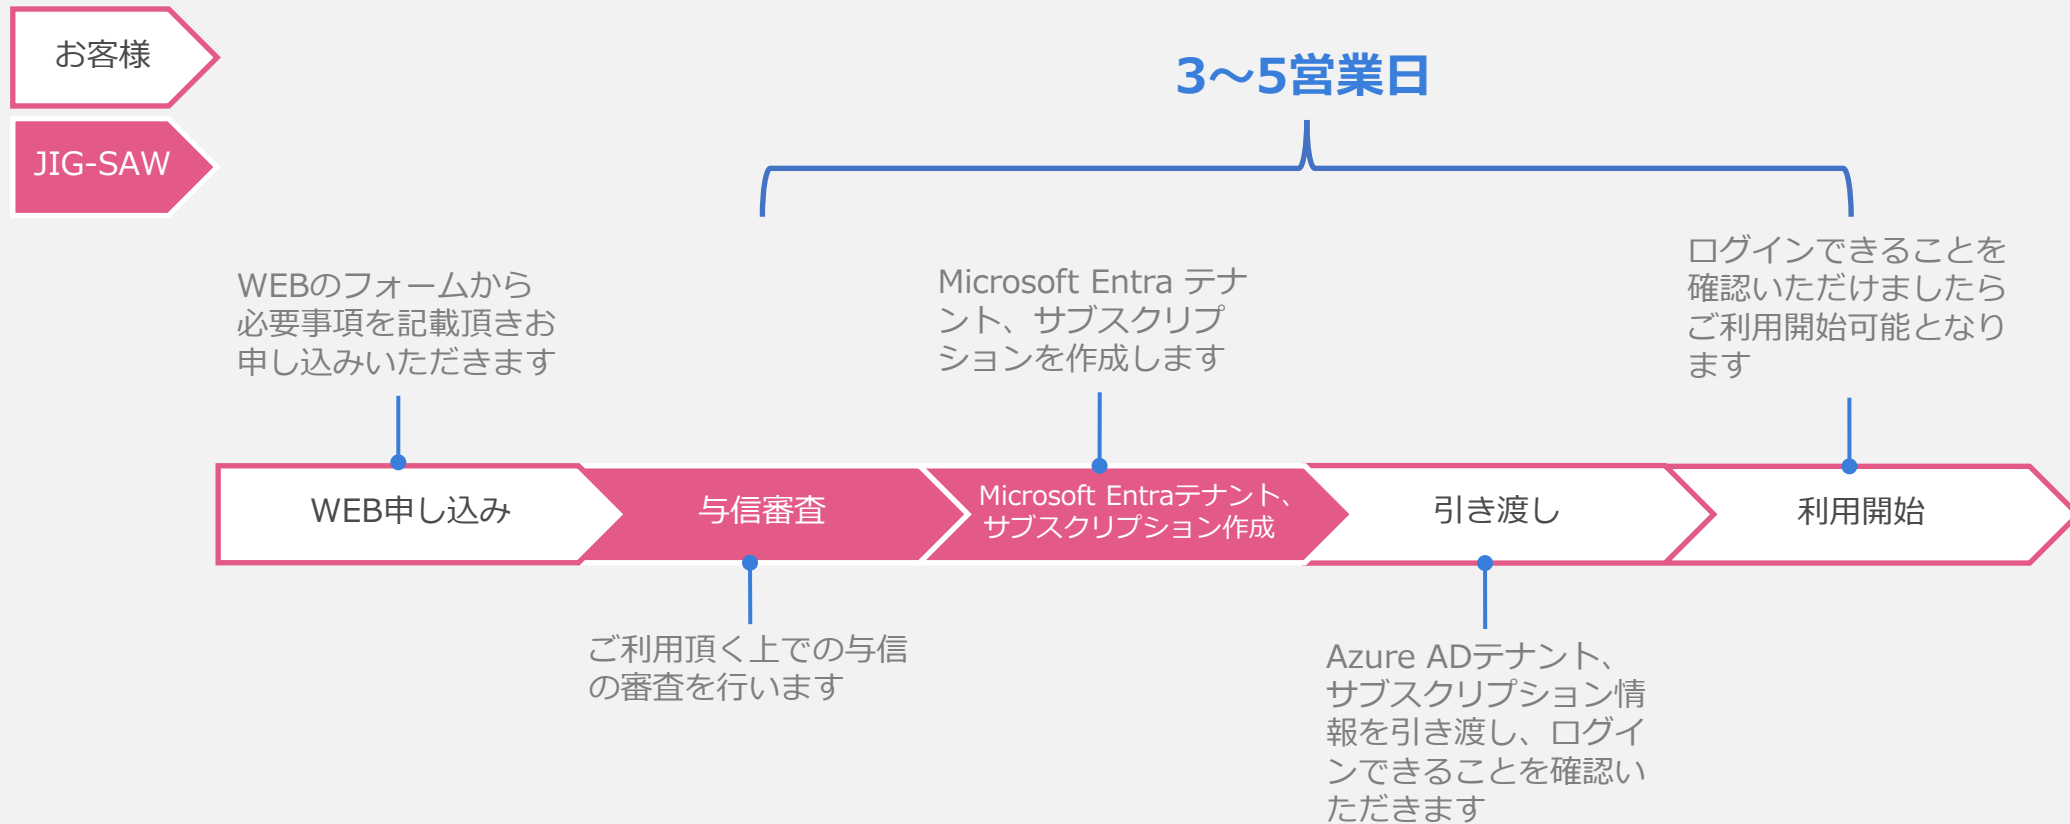 お客様
JIG-SAW
3～5営業日
WEBのフォームから
必要事項を記載頂きお
申し込みいただきます
Microsoft Entra テナ
ント、サブスクリプ
ションを作成します
ログインできることを
確認いただけましたら
ご利用開始可能となり
ます
WEB申し込み
与信審査
Microsoft Entraテナント、
サブスクリプション作成
引き渡し
利用開始
ご利用頂く上での与信
の審査を行います
Azure ADテナント、
サブスクリプション情
報を引き渡し、ログイ
ンできることを確認い
ただきます